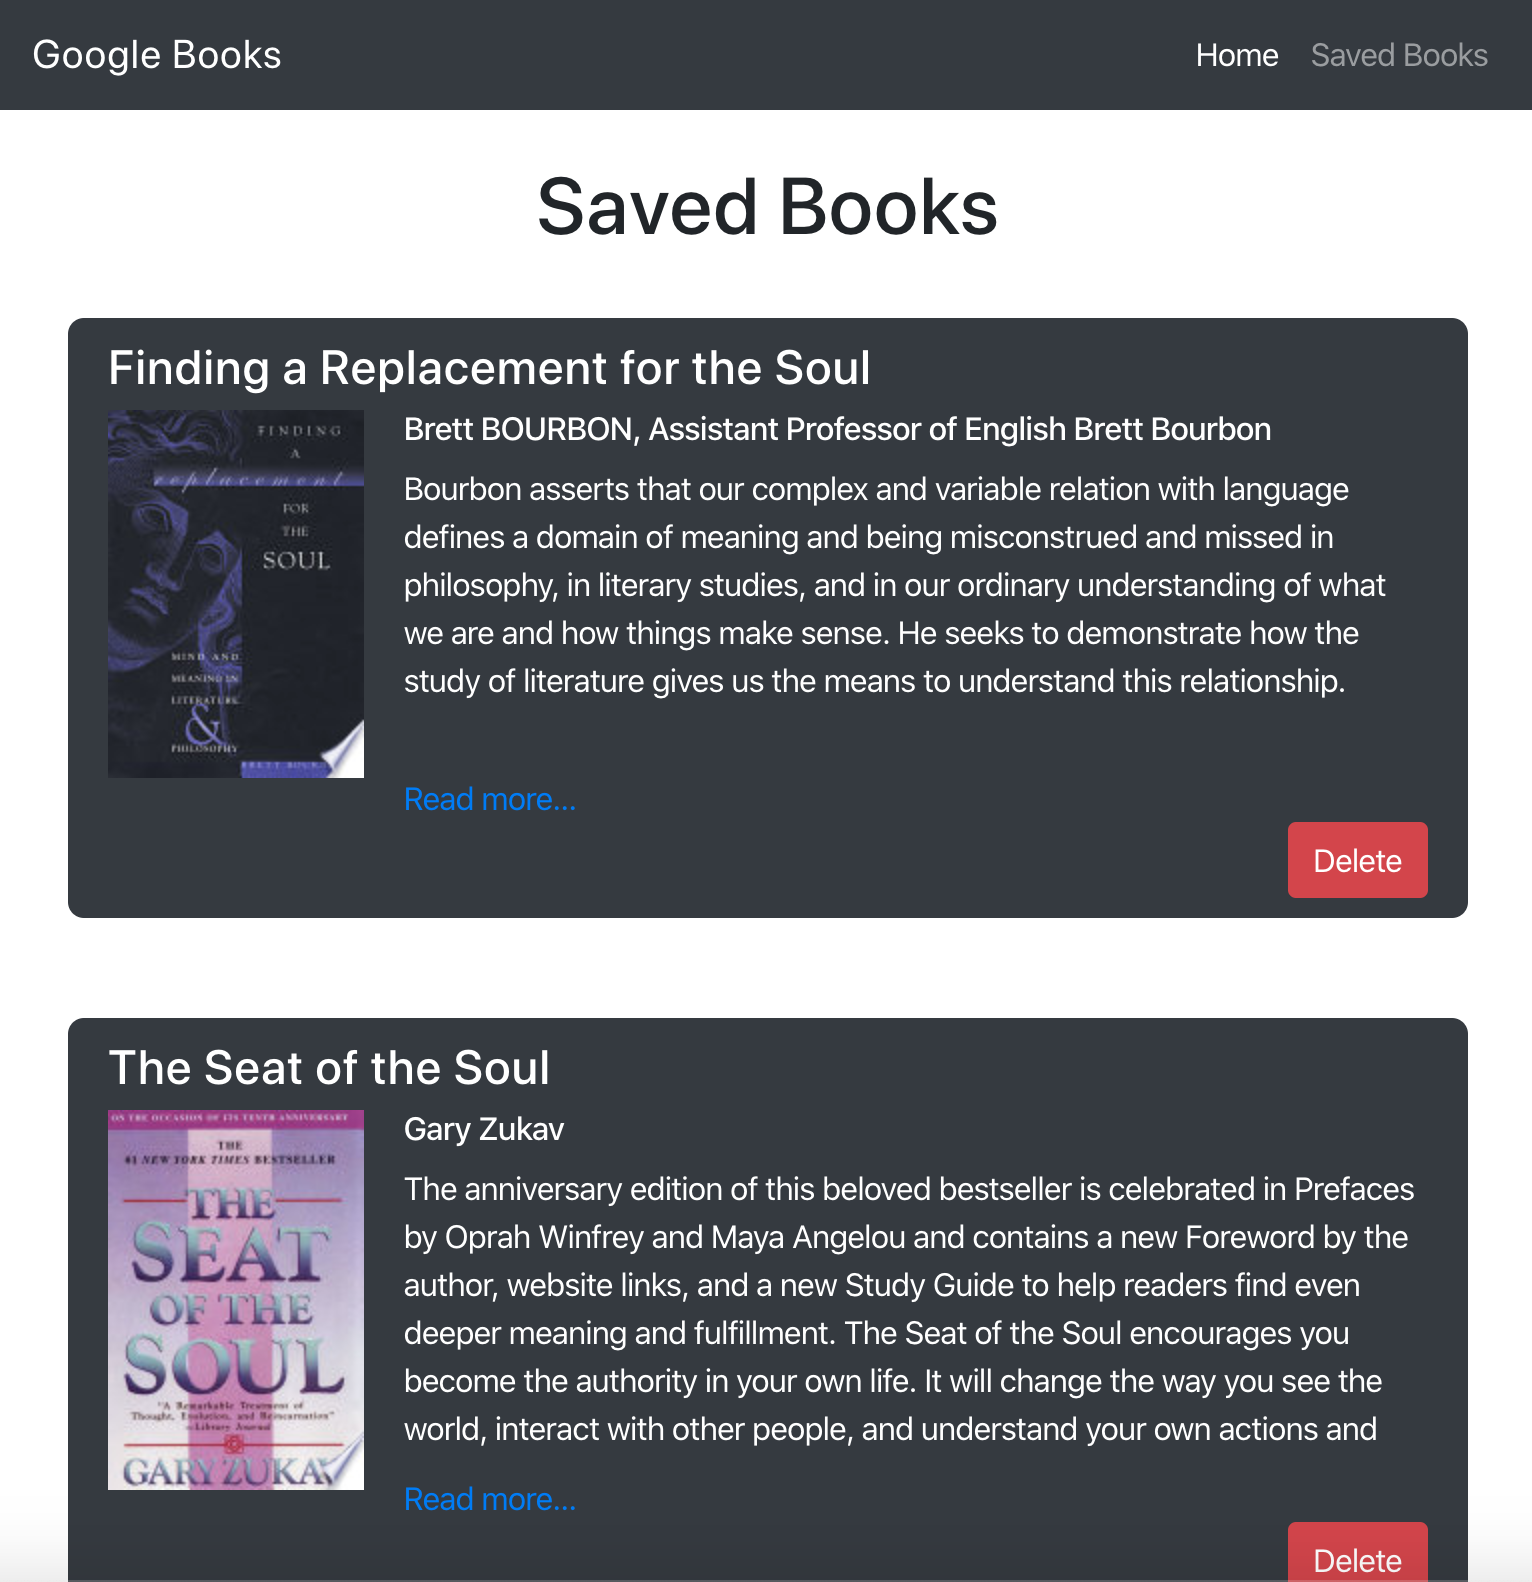 Google Books
Home Saved Books
Saved Books
Finding a Replacement for the Soul
FINDING
A
replacement
FOR
THE
SOUL
MIND AND
MEANING IN
LITERATURE
&
PHILOSOPHY
Brett BOURBON, Assistant Professor of English Brett Bourbon
Bourbon asserts that our complex and variable relation with language
defines a domain of meaning and being misconstrued and missed in
philosophy, in literary studies, and in our ordinary understanding of what
we are and how things make sense. He seeks to demonstrate how the
study of literature gives us the means to understand this relationship.
Read more...
Delete
The Seat of the Soul
ON THE OCCASION OF ITS TENTH ANNIVERSARY
THE
#1 NEW YORK TIMES BESTSELLER
THE
SEAT
OF THE
SOUL
"A Remarkable Treatment of
Thought, Evolution, and Reincarnation"
—Library Journal
GARY ZUKAV
Gary Zukav
The anniversary edition of this beloved bestseller is celebrated in Prefaces
by Oprah Winfrey and Maya Angelou and contains a new Foreword by the
author, website links, and a new Study Guide to help readers find even
deeper meaning and fulfillment. The Seat of the Soul encourages you
become the authority in your own life. It will change the way you see the
world, interact with other people, and understand your own actions and
Read more...
Delete